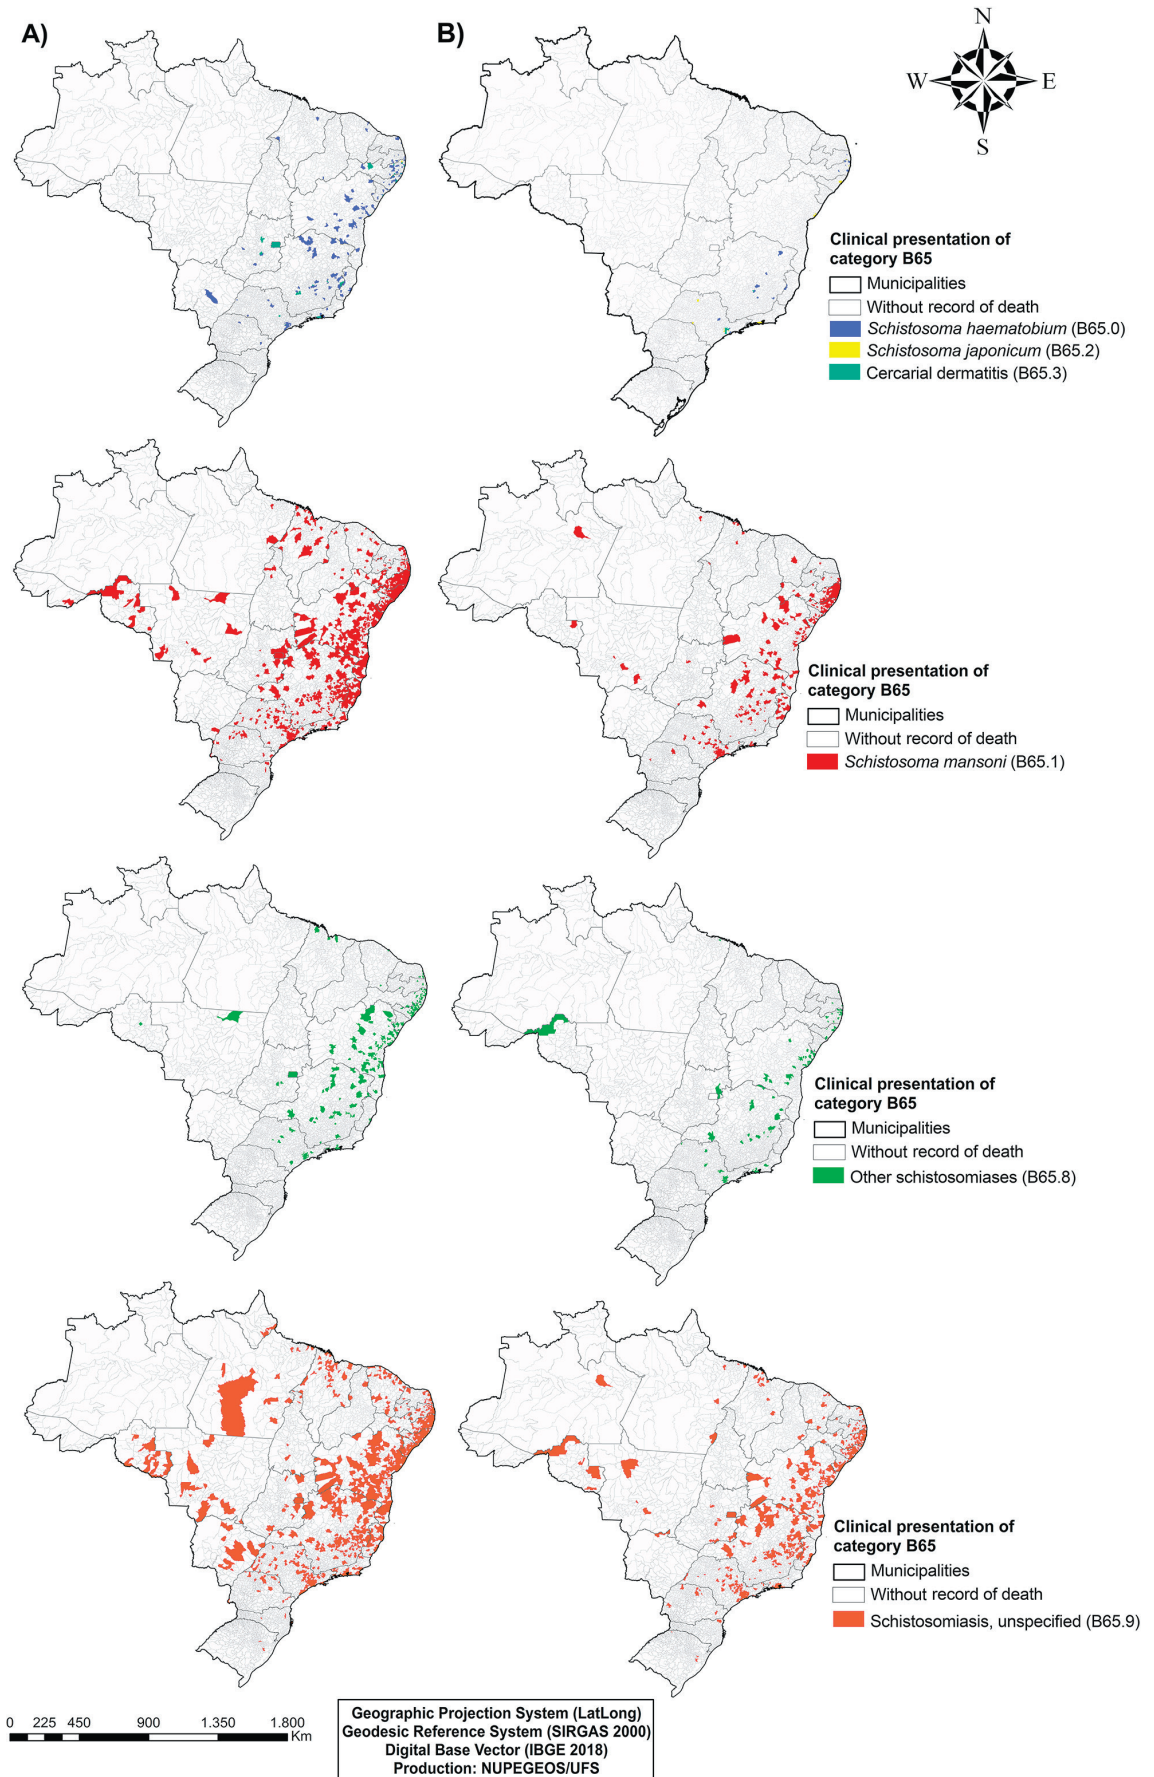 A)
B)
N
W
E
S
Clinical presentation of
category B65
Municipalities
Without record of death
Schistosoma haematobium (B65.0)
Schistosoma japonicum (B65.2)
Cercarial dermatitis (B65.3)
Clinical presentation of
category B65
Municipalities
Without record of death
Schistosoma mansoni (B65.1)
Clinical presentation of
category B65
Municipalities
Without record of death
Other schistosomiases (B65.8)
Clinical presentation of
category B65
Municipalities
Without record of death
Schistosomiasis, unspecified (B65.9)
0 225 450 900 1.350 1.800
Km
Geographic Projection System (LatLong)
Geodesic Reference System (SIRGAS 2000)
Digital Base Vector (IBGE 2018)
Production: NUPEGEOS/UFS